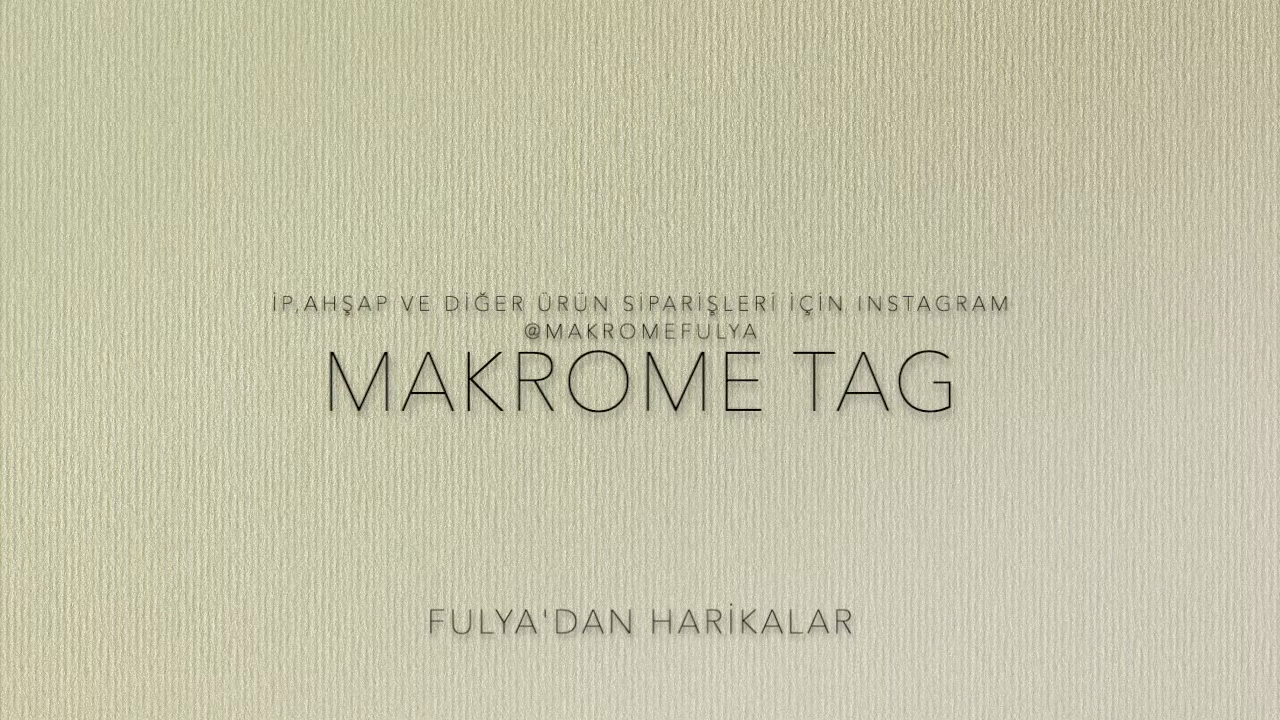 İP,AHŞAP VE DİĞER ÜRÜN SİPARİŞLERİ İÇİN INSTAGRAM
@MAKROMEFULYA
MAKROME TAG
FULYA'DAN HARİKALAR